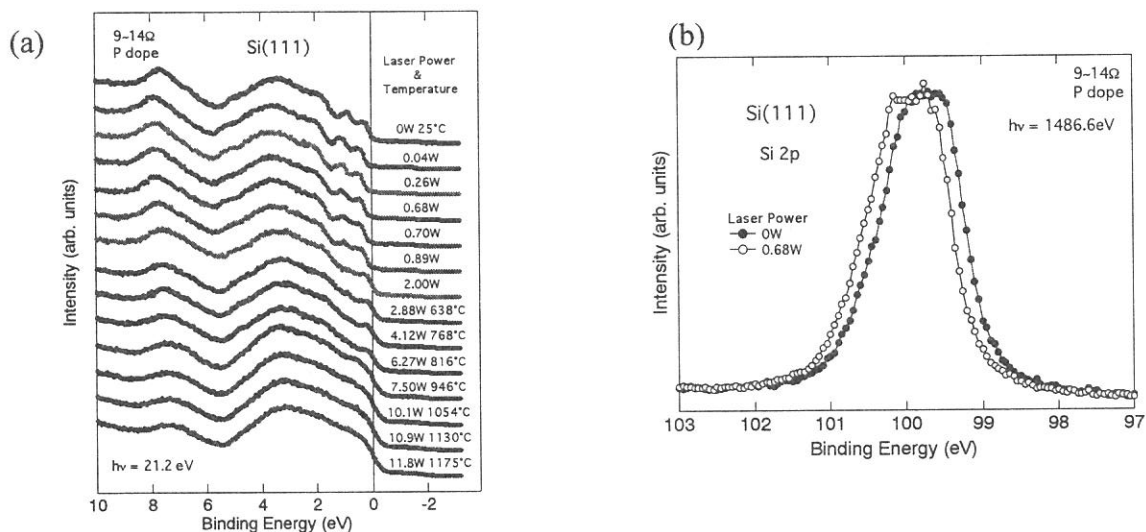 (a)
9~14Ω
P dope
Si(111)
Laser Power
&
Temperature
0W 25°C
0.04W
0.26W
0.68W
0.70W
0.89W
2.00W
2.88W 638°C
4.12W 768°C
6.27W 816°C
7.50W 946°C
10.1W 1054°C
10.9W 1130°C
11.8W 1175°C
hν = 21.2 eV
Intensity (arb. units)
10 8 6 4 2 0 -2
Binding Energy (eV)
(b)
9~14Ω
P dope
Si(111)
hν = 1486.6eV
Si 2p
Laser Power
0W
0.68W
Intensity (arb. units)
103 102 101 100 99 98 97
Binding Energy (eV)